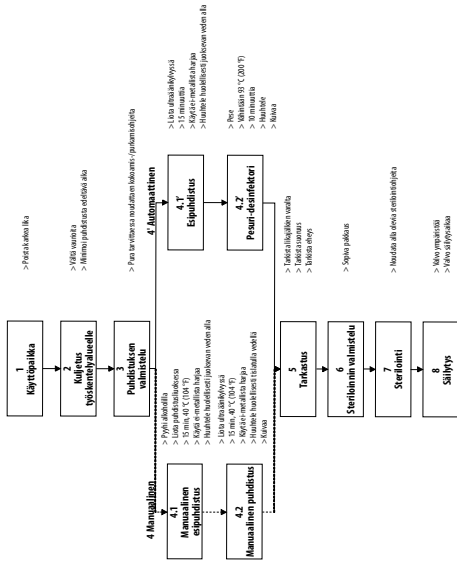 1
Käyttöpaikka
> Poista karkea lika
2
Kuljetus
työskentelyalueelle
> Vältä vaurioita
> Minimoi puhdistusta edeltävä aika
3
Puhdistuksen
valmistelu
> Pura tarvittaessa noudattaen kokoamis-/purkamisohjeita
4 Manuaalinen
4.1
Manuaalinen
esipuhdistus
> Pyyhi alkoholilla
> Liota puhdistusliuoksessa
> 15 min, 40 °C (104 °F)
> Käytä ei-metallista harjaa
> Huuhtele huolellisesti juoksevan veden alla
4.2
Manuaalinen puhdistus
> Liota ultraäänikylvyssä
> 15 min, 40 °C (104 °F)
> Käytä ei-metallista harjaa
> Huuhtele huolellisesti tislatulla vedellä
> Kuivaa
4' Automaattinen
4.1'
Esipuhdistus
> Liota ultraäänikylvyssä
> 15 minuuttia
> Käytä ei-metallista harjaa
> Huuhtele huolellisesti juoksevan veden alla
4.2'
Pesuri-desinfektori
> Pese
> Vähintään 93 °C (200 °F)
> 10 minuuttia
> Huuhtele
> Kuivaa
5
Tarkastus
> Tarkista likajälkien varalta
> Tarkista suoruus
> Tarkista eheys
6
Steriloinnin valmistelu
> Sopiva pakkaus
7
Sterilointi
> Noudata alla olevia sterilointiohjeita
8
Säilytys
> Valvo ympäristöä
> Valvo säilytysaikaa